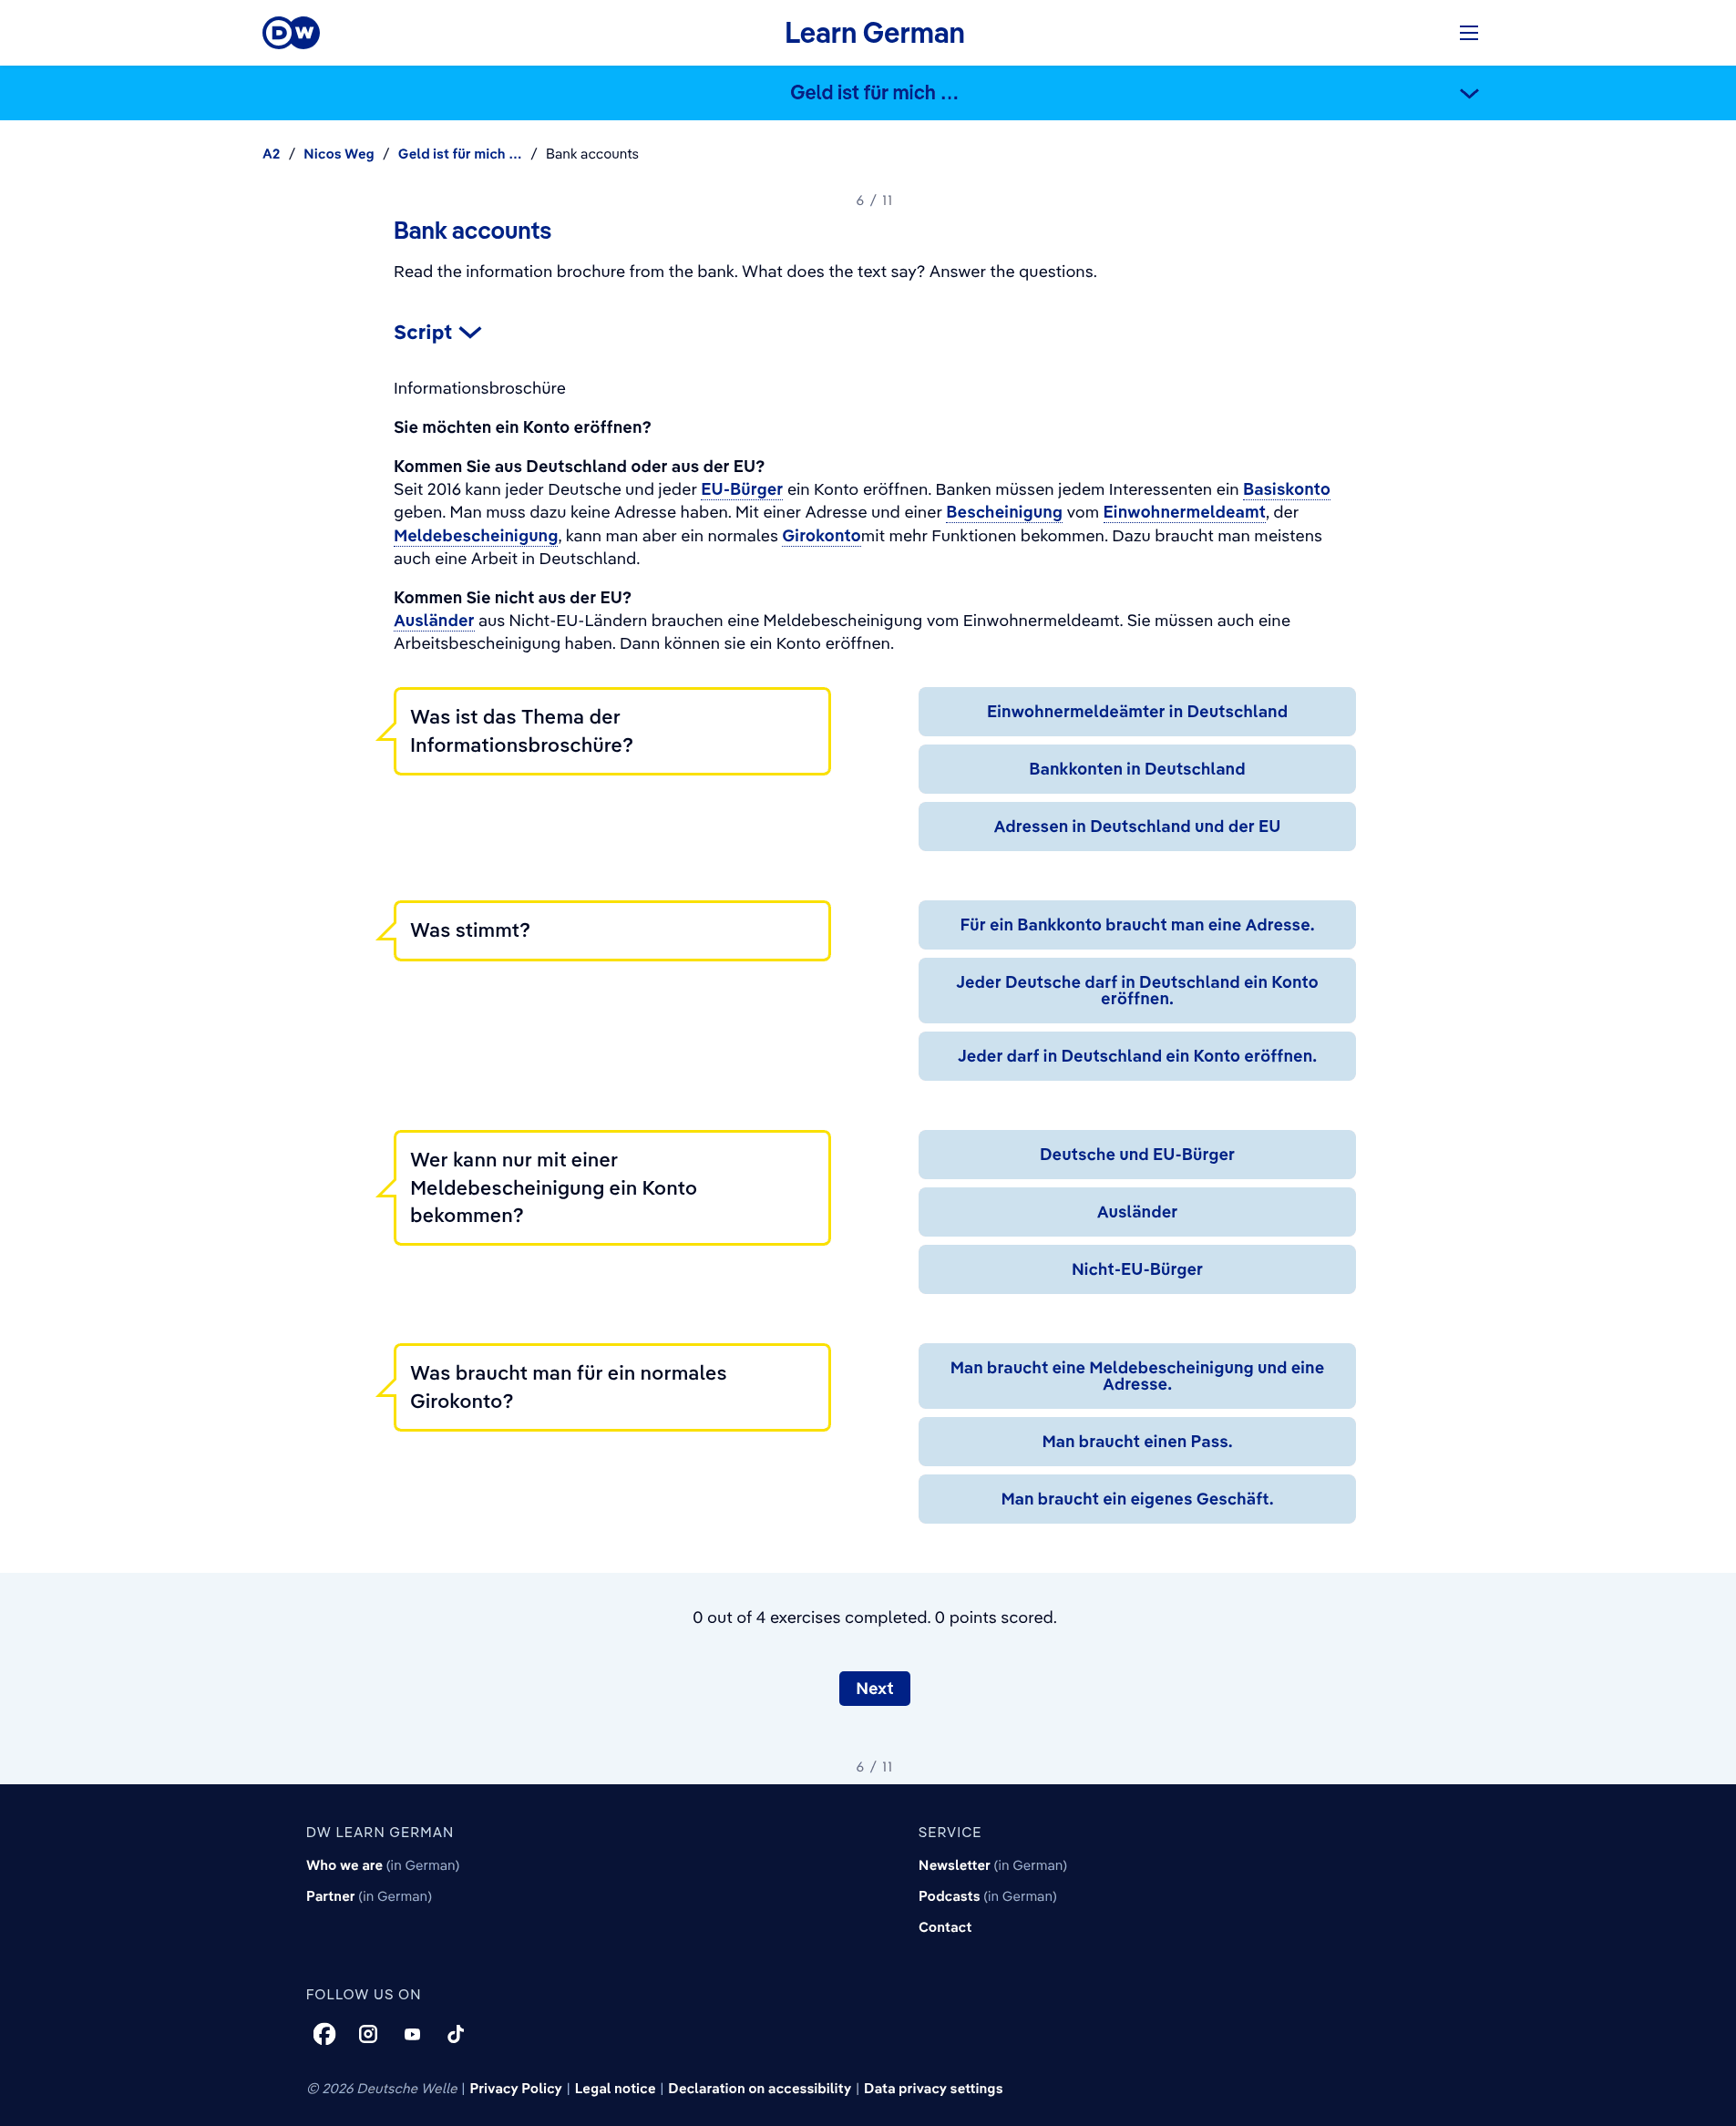 DW
Learn German
Geld ist für mich …
A2 / Nicos Weg / Geld ist für mich … / Bank accounts
6 / 11
Bank accounts
Read the information brochure from the bank. What does the text say? Answer the questions.
Script
Informationsbroschüre
Sie möchten ein Konto eröffnen?
Kommen Sie aus Deutschland oder aus der EU?
Seit 2016 kann jeder Deutsche und jeder EU-Bürger ein Konto eröffnen. Banken müssen jedem Interessenten ein Basiskonto
geben. Man muss dazu keine Adresse haben. Mit einer Adresse und einer Bescheinigung vom Einwohnermeldeamt, der
Meldebescheinigung, kann man aber ein normales Girokontomit mehr Funktionen bekommen. Dazu braucht man meistens
auch eine Arbeit in Deutschland.
Kommen Sie nicht aus der EU?
Ausländer aus Nicht-EU-Ländern brauchen eine Meldebescheinigung vom Einwohnermeldeamt. Sie müssen auch eine
Arbeitsbescheinigung haben. Dann können sie ein Konto eröffnen.
Was ist das Thema der
Informationsbroschüre?
Einwohnermeldeämter in Deutschland
Bankkonten in Deutschland
Adressen in Deutschland und der EU
Was stimmt?
Für ein Bankkonto braucht man eine Adresse.
Jeder Deutsche darf in Deutschland ein Konto
eröffnen.
Jeder darf in Deutschland ein Konto eröffnen.
Wer kann nur mit einer
Meldebescheinigung ein Konto
bekommen?
Deutsche und EU-Bürger
Ausländer
Nicht-EU-Bürger
Was braucht man für ein normales
Girokonto?
Man braucht eine Meldebescheinigung und eine
Adresse.
Man braucht einen Pass.
Man braucht ein eigenes Geschäft.
0 out of 4 exercises completed. 0 points scored.
Next
6 / 11
DW LEARN GERMAN
Who we are (in German)
Partner (in German)
SERVICE
Newsletter (in German)
Podcasts (in German)
Contact
FOLLOW US ON
© 2026 Deutsche Welle | Privacy Policy | Legal notice | Declaration on accessibility | Data privacy settings